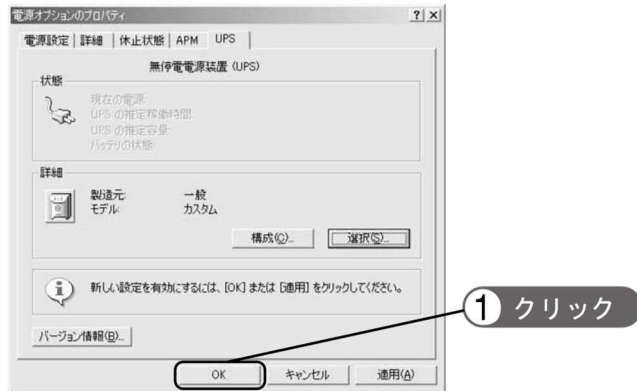 電源オプションのプロパティ
電源設定 詳細 休止状態 APM UPS
無停電電源装置 (UPS)
状態
現在の電源:
UPS の推定稼働時間:
UPS の推定容量:
バッテリの状態:
詳細
製造元: 一般
モデル: カスタム
構成(C)... 選択(S)...
新しい設定を有効にするには、[OK] または [適用] をクリックしてください。
バージョン情報(B)...
OK キャンセル 適用(A)
1 クリック